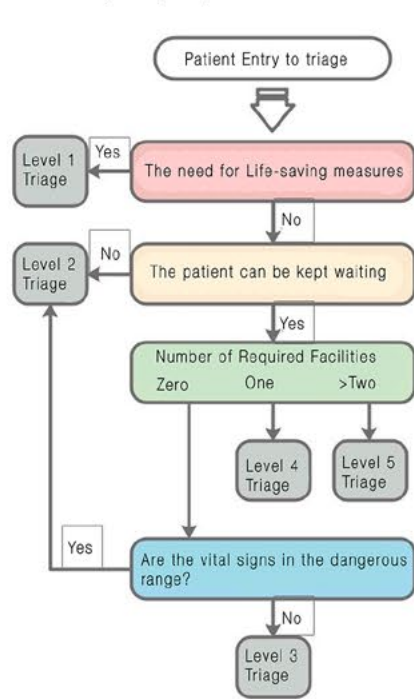 Patient Entry to triage
Level 1
Triage
Yes
The need for Life-saving measures
No
Level 2
Triage
No
The patient can be kept waiting
Yes
Number of Required Facilities
Zero One >Two
Level 4
Triage
Level 5
Triage
Yes
Are the vital signs in the dangerous
range?
No
Level 3
Triage